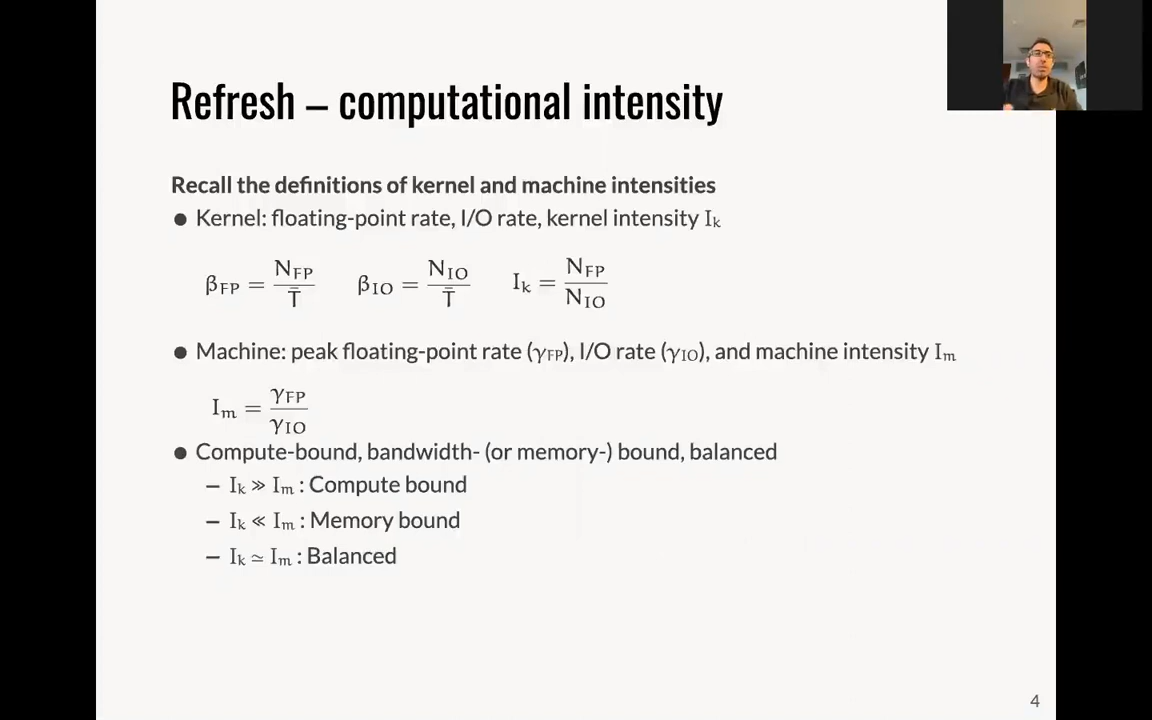 Refresh – computational intensity
Recall the definitions of kernel and machine intensities
● Kernel: floating-point rate, I/O rate, kernel intensity Iₖ
β_FP = N_FP / T̄   β_IO = N_IO / T̄   Iₖ = N_FP / N_IO
● Machine: peak floating-point rate (γ_FP), I/O rate (γ_IO), and machine intensity Iₘ
Iₘ = γ_FP / γ_IO
● Compute-bound, bandwidth- (or memory-) bound, balanced
– Iₖ ≫ Iₘ : Compute bound
– Iₖ ≪ Iₘ : Memory bound
– Iₖ ≃ Iₘ : Balanced
4